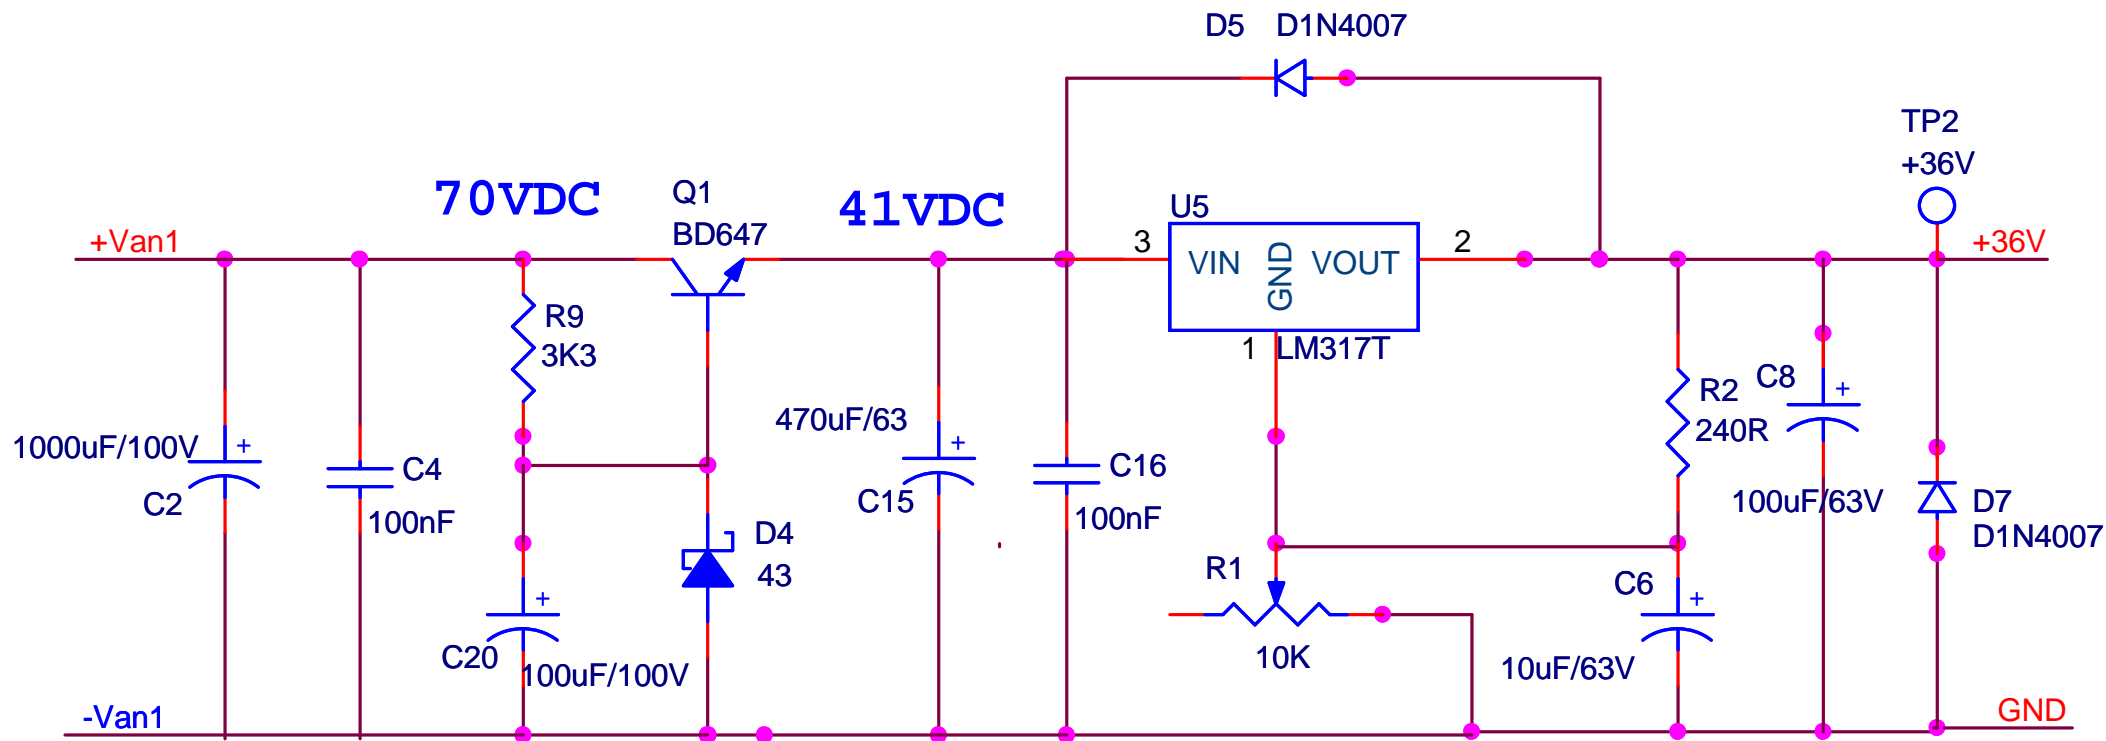 D5 D1N4007
TP2
+36V
70VDC
Q1
BD647
41VDC
U5
+Van1
3
VIN
GND
VOUT
2
+36V
R9
3K3
1
LM317T
R2
240R
C8
+
470uF/63
+
C15
1000uF/100V
+
C2
C4
100nF
C16
100nF
100uF/63V
D7
D1N4007
D4
43
R1
10K
C6
+
10uF/63V
+
C20
100uF/100V
-Van1
GND